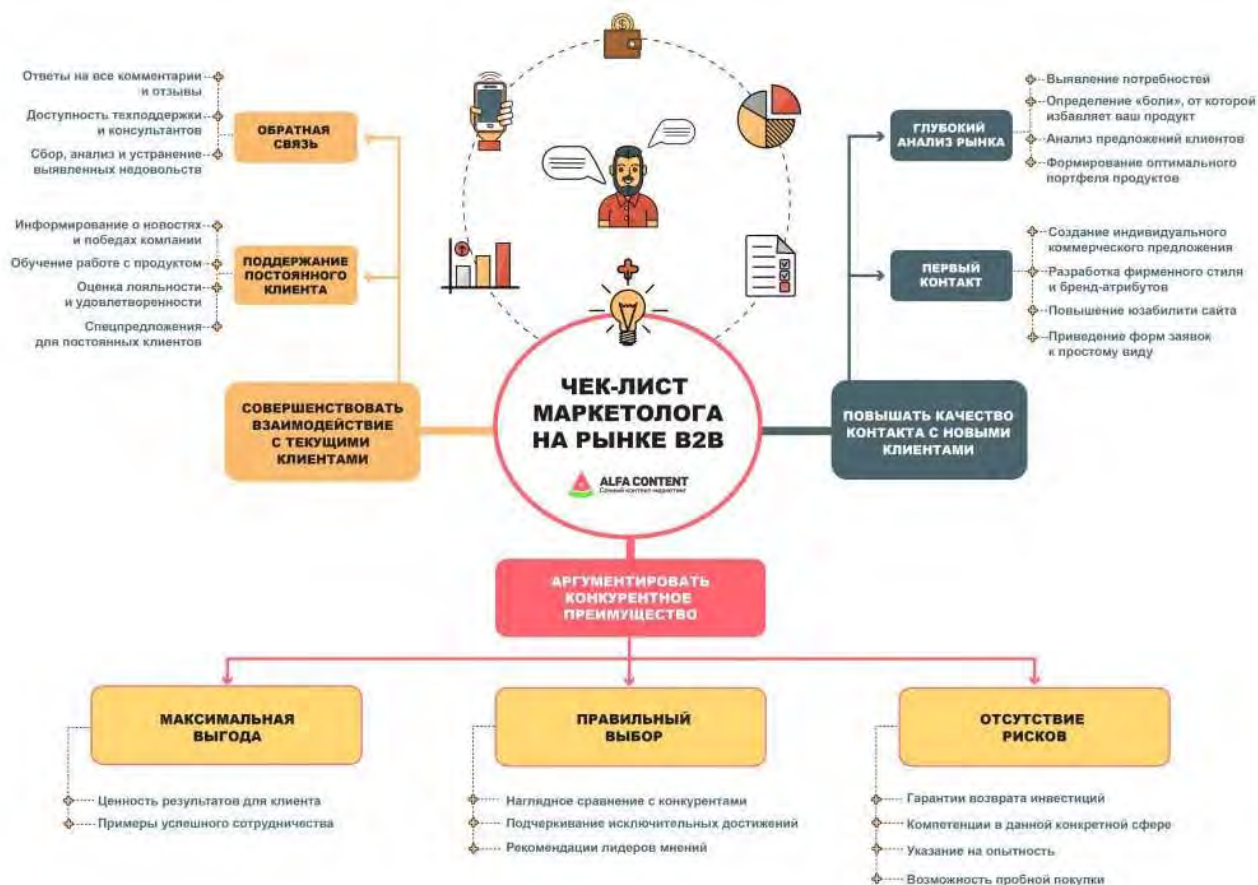 Ответы на все комментарии
и отзывы
Доступность техподдержки
и консультантов
Сбор, анализ и устранение
выявленных недовольств
ОБРАТНАЯ
СВЯЗЬ
Информирование о новостях
и победах компании
Обучение работе с продуктом
Оценка лояльности
и удовлетворенности
Спецпредложения
для постоянных клиентов
ПОДДЕРЖАНИЕ
ПОСТОЯННОГО
КЛИЕНТА
СОВЕРШЕНСТВОВАТЬ
ВЗАИМОДЕЙСТВИЕ
С ТЕКУЩИМИ
КЛИЕНТАМИ
ЧЕК-ЛИСТ
МАРКЕТОЛОГА
НА РЫНКЕ B2B
ALFA CONTENT
Сочный контент-маркетинг
ГЛУБОКИЙ
АНАЛИЗ РЫНКА
Выявление потребностей
Определение «боли», от которой
избавляет ваш продукт
Анализ предложений клиентов
Формирование оптимального
портфеля продуктов
ПЕРВЫЙ
КОНТАКТ
Создание индивидуального
коммерческого предложения
Разработка фирменного стиля
и бренд-атрибутов
Повышение юзабилити сайта
Приведение форм заявок
к простому виду
ПОВЫШАТЬ КАЧЕСТВО
КОНТАКТА С НОВЫМИ
КЛИЕНТАМИ
АРГУМЕНТИРОВАТЬ
КОНКУРЕНТНОЕ
ПРЕИМУЩЕСТВО
МАКСИМАЛЬНАЯ
ВЫГОДА
Ценность результатов для клиента
Примеры успешного сотрудничества
ПРАВИЛЬНЫЙ
ВЫБОР
Наглядное сравнение с конкурентами
Подчеркивание исключительных достижений
Рекомендации лидеров мнений
ОТСУТСТВИЕ
РИСКОВ
Гарантии возврата инвестиций
Компетенции в данной конкретной сфере
Указание на опытность
Возможность пробной покупки